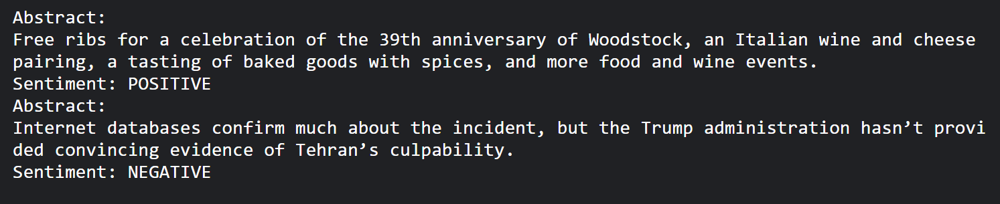 Abstract:
Free ribs for a celebration of the 39th anniversary of Woodstock, an Italian wine and cheese
pairing, a tasting of baked goods with spices, and more food and wine events.
Sentiment: POSITIVE
Abstract:
Internet databases confirm much about the incident, but the Trump administration hasn’t provi
ded convincing evidence of Tehran’s culpability.
Sentiment: NEGATIVE